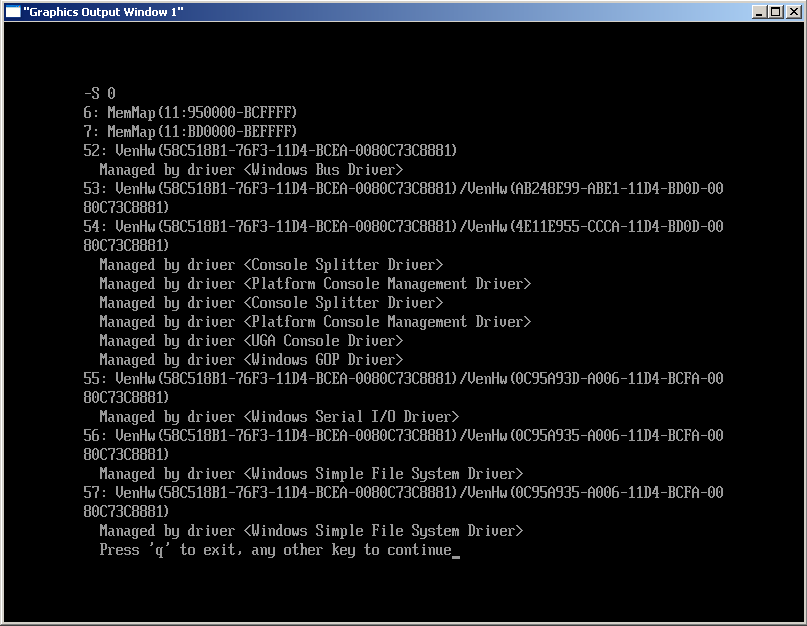 "Graphics Output Window 1"
-S 0
6: MemMap(11:950000-BCFFFF)
7: MemMap(11:BD0000-BEFFFF)
52: VenHw(58C518B1-76F3-11D4-BCEA-0080C73C8881)
Managed by driver <Windows Bus Driver>
53: VenHw(58C518B1-76F3-11D4-BCEA-0080C73C8881)/VenHw(AB248E99-ABE1-11D4-BD0D-00
80C73C8881)
54: VenHw(58C518B1-76F3-11D4-BCEA-0080C73C8881)/VenHw(4E11E955-CCCA-11D4-BD0D-00
80C73C8881)
Managed by driver <Console Splitter Driver>
Managed by driver <Platform Console Management Driver>
Managed by driver <Console Splitter Driver>
Managed by driver <Platform Console Management Driver>
Managed by driver <UGA Console Driver>
Managed by driver <Windows GOP Driver>
55: VenHw(58C518B1-76F3-11D4-BCEA-0080C73C8881)/VenHw(0C95A93D-A006-11D4-BCFA-00
80C73C8881)
Managed by driver <Windows Serial I/O Driver>
56: VenHw(58C518B1-76F3-11D4-BCEA-0080C73C8881)/VenHw(0C95A935-A006-11D4-BCFA-00
80C73C8881)
Managed by driver <Windows Simple File System Driver>
57: VenHw(58C518B1-76F3-11D4-BCEA-0080C73C8881)/VenHw(0C95A935-A006-11D4-BCFA-00
80C73C8881)
Managed by driver <Windows Simple File System Driver>
Press 'q' to exit, any other key to continue_